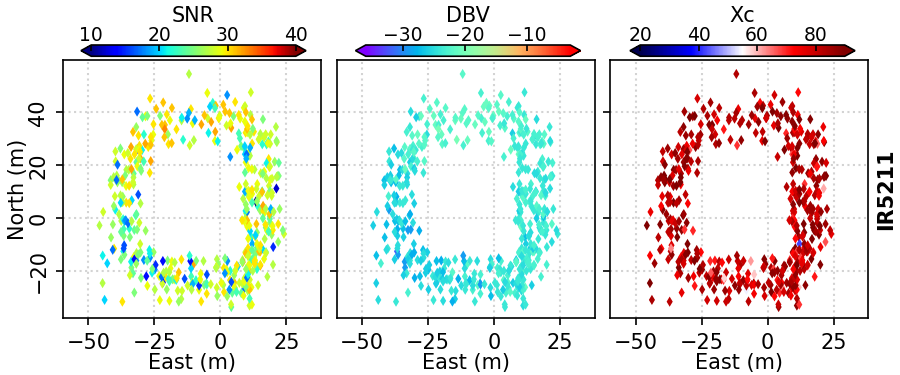 SNR DBV Xc
10 20 30 40 −30 −20 −10 20 40 60 80
North (m)
40
20
0
−20
IR5211
−50 −25 0 25 −50 −25 0 25 −50 −25 0 25
East (m) East (m) East (m)